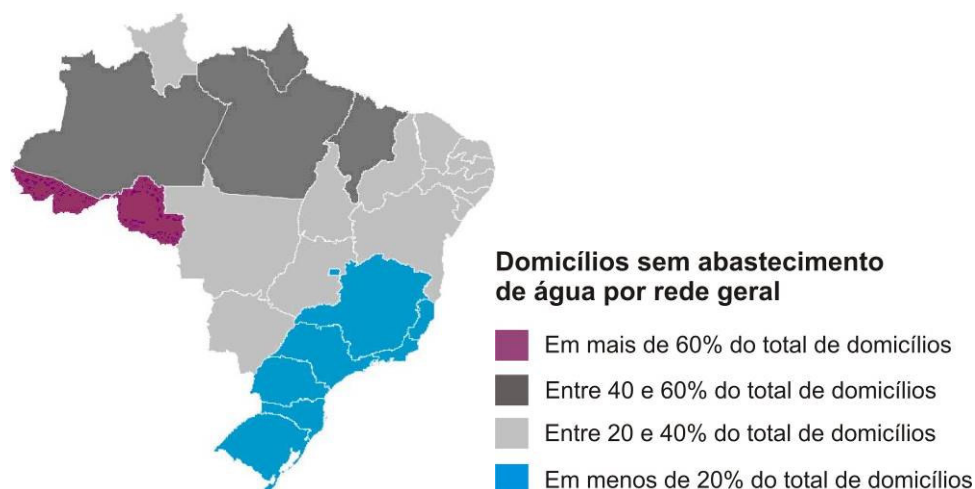 Domicílios sem abastecimento
de água por rede geral
Em mais de 60% do total de domicílios
Entre 40 e 60% do total de domicílios
Entre 20 e 40% do total de domicílios
Em menos de 20% do total de domicílios